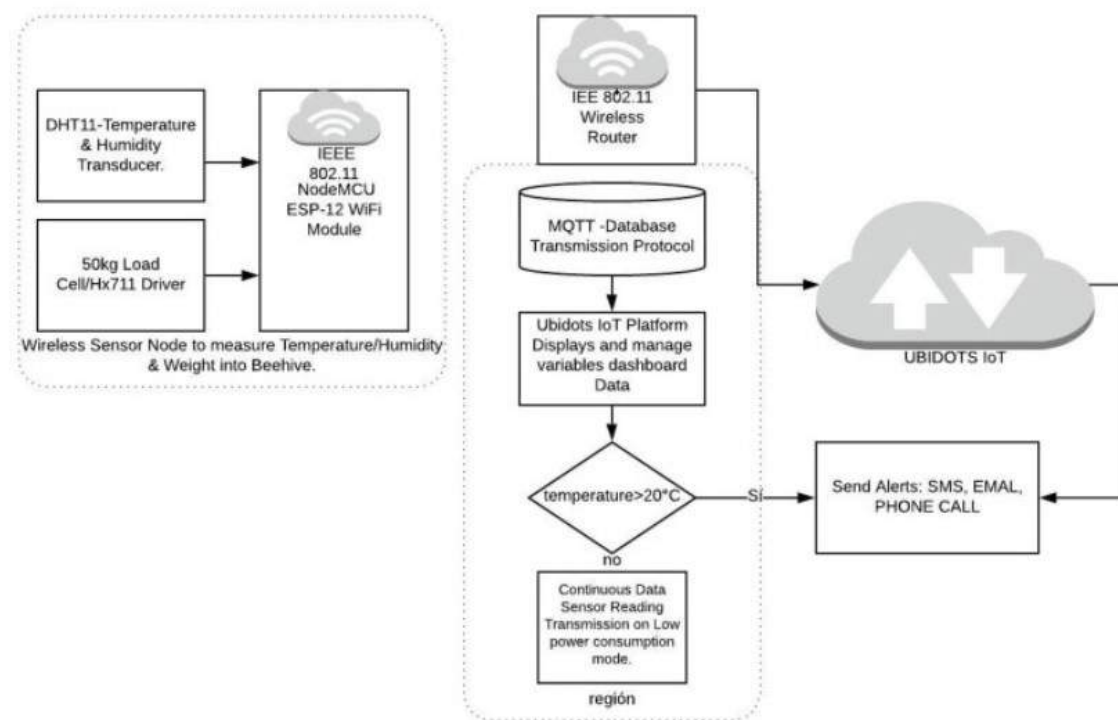 DHT11-Temperature
& Humidity
Transducer.
IEEE
802.11
NodeMCU
ESP-12 WiFi
Module
50kg Load
Cell/Hx711 Driver
Wireless Sensor Node to measure Temperature/Humidity
& Weight into Beehive.
IEE 802.11
Wireless
Router
MQTT -Database
Transmission Protocol
Ubidots IoT Platform
Displays and manage
variables dashboard
Data
temperature>20°C
Sí
no
Continuous Data
Sensor Reading
Transmission on Low
power consumption
mode.
región
UBIDOTS IoT
Send Alerts: SMS, EMAL,
PHONE CALL